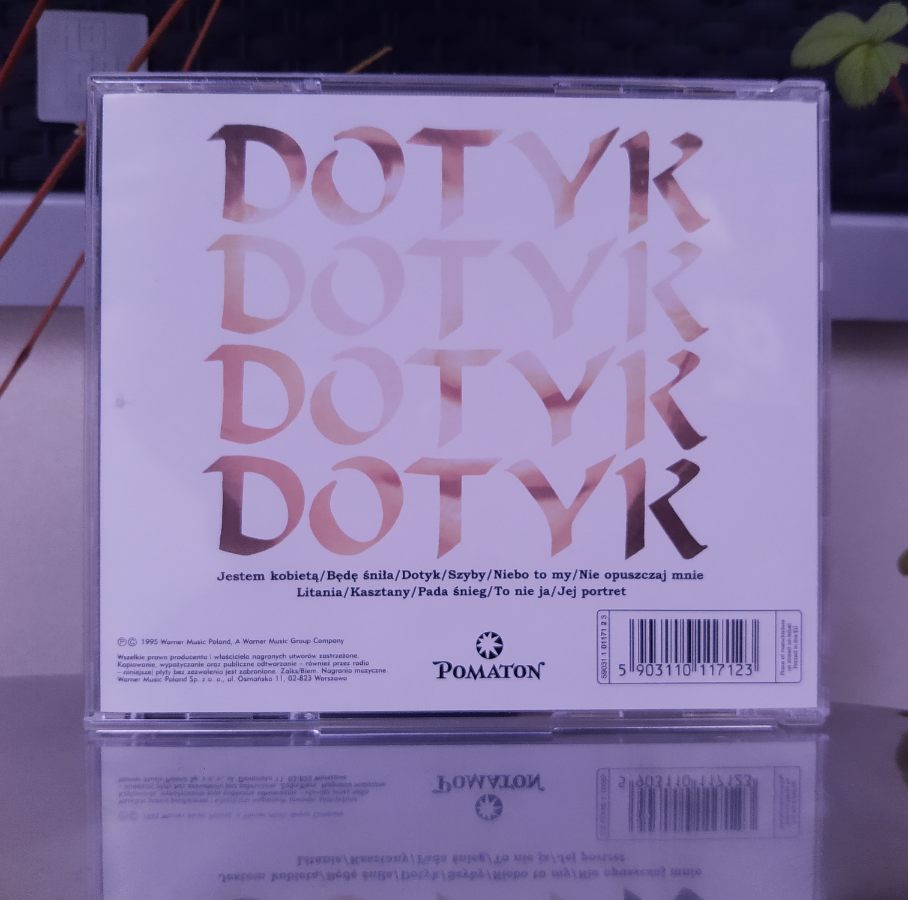 DOTYK
DOTYK
DOTYK
DOTYK
Jestem kobietą/Będę śniła/Dotyk/Szyby/Niebo to my/Nie opuszczaj mnie
Litania/Kasztany/Pada śnieg/To nie ja/Jej portret
℗© 1995 Warner Music Poland, A Warner Music Group Company
Wszelkie prawa producenta i właściciela nagranych utworów zastrzeżone.
Kopiowanie, wypożyczanie oraz publiczne odtwarzanie – również przez radio
– niniejszej płyty bez zezwolenia jest zabronione. Zaiks/Biem. Nagranie muzyczne.
Warner Music Poland Sp. z o. o., ul. Osmańska 11, 02-823 Warszawa
POMATON
5 903110 117123